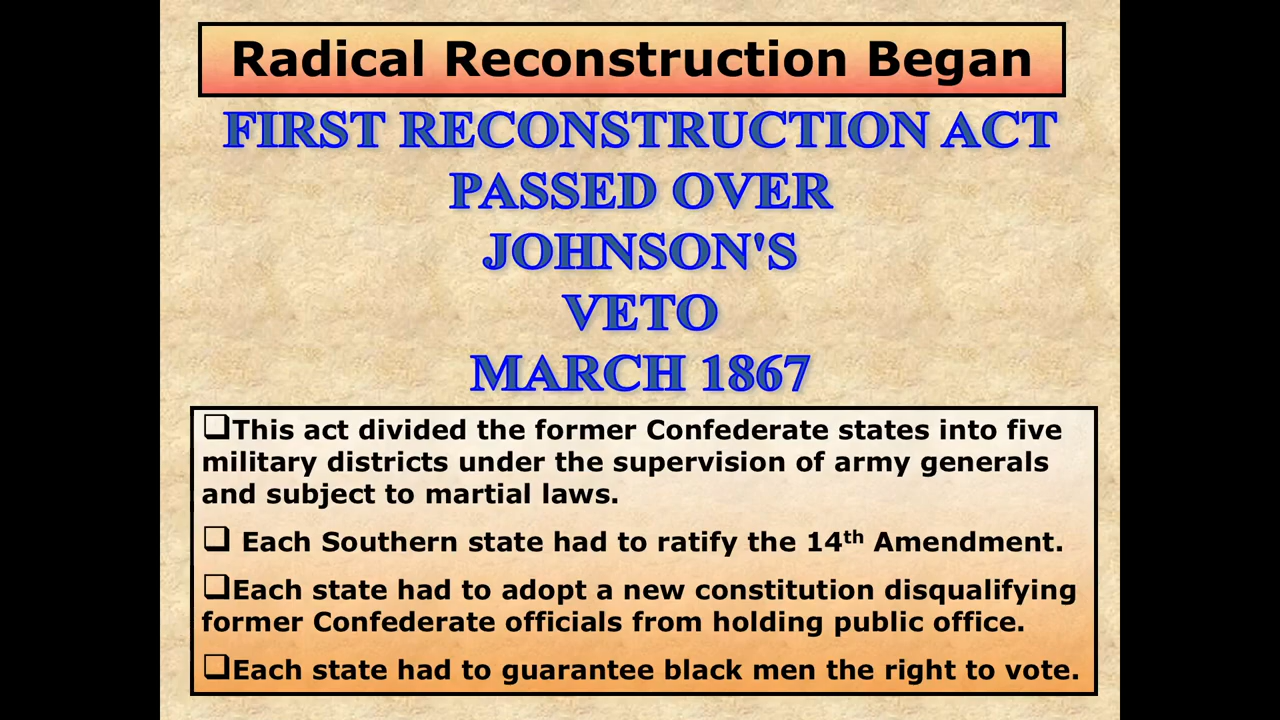 Radical Reconstruction Began
FIRST RECONSTRUCTION ACT
PASSED OVER
JOHNSON'S
VETO
MARCH 1867
❑This act divided the former Confederate states into five
military districts under the supervision of army generals
and subject to martial laws.
❑ Each Southern state had to ratify the 14th Amendment.
❑Each state had to adopt a new constitution disqualifying
former Confederate officials from holding public office.
❑Each state had to guarantee black men the right to vote.